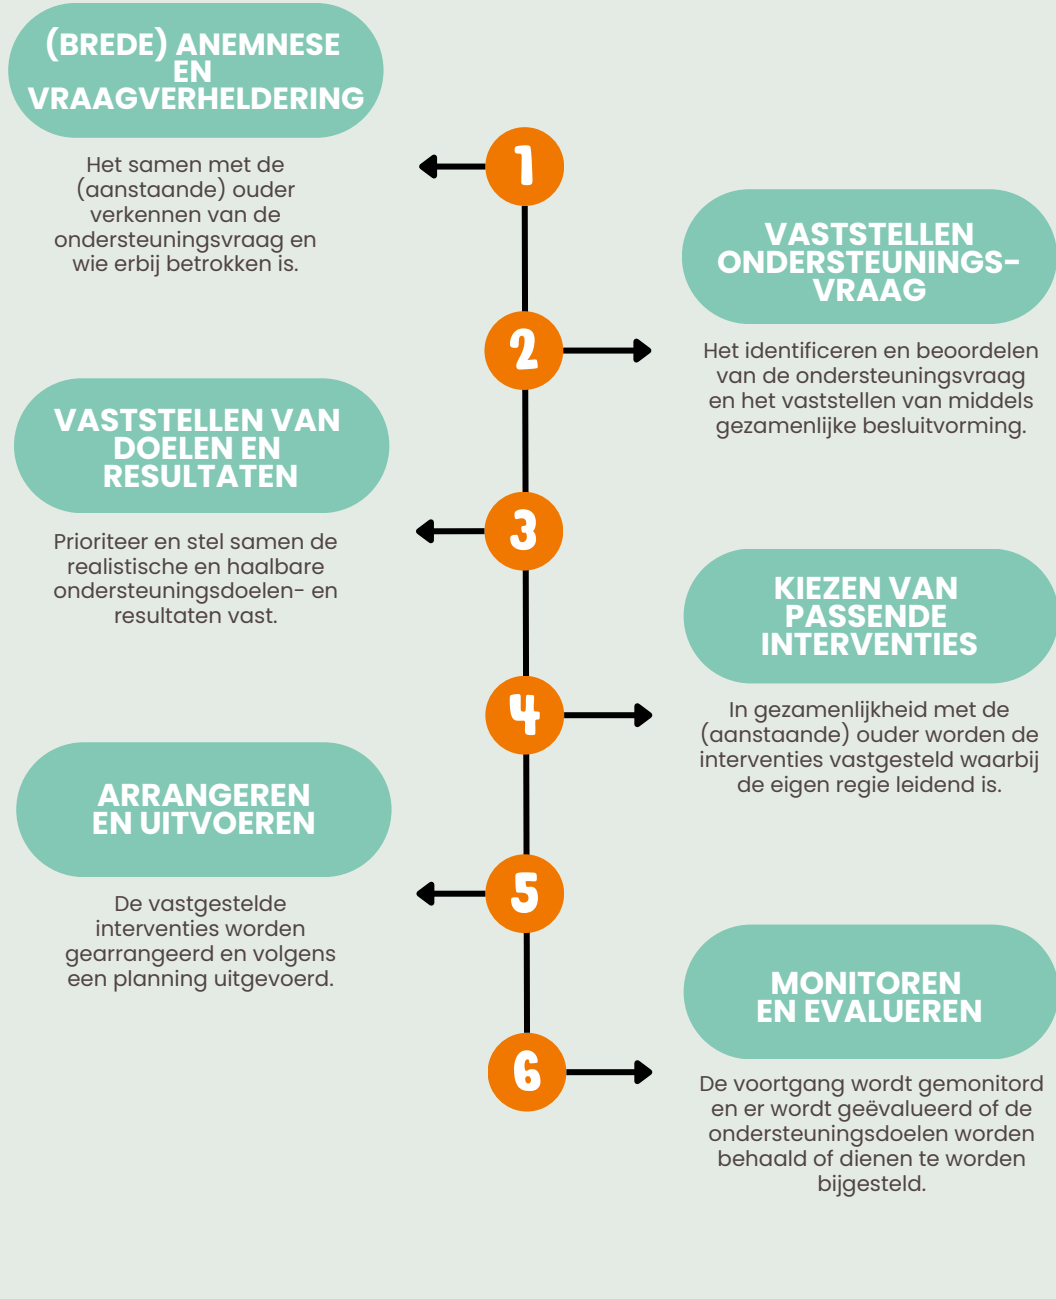 (BREDE) ANEMNESE
EN
VRAAGVERHELDERING
Het samen met de
(aanstaande) ouder
verkennen van de
ondersteuningsvraag en
wie erbij betrokken is.
1
VASTSTELLEN
ONDERSTEUNINGS-
VRAAG
2
Het identificeren en beoordelen
van de ondersteuningsvraag
en het vaststellen van middels
gezamenlijke besluitvorming.
VASTSTELLEN VAN
DOELEN EN
RESULTATEN
3
Prioriteer en stel samen de
realistische en haalbare
ondersteuningsdoelen- en
resultaten vast.
KIEZEN VAN
PASSENDE
INTERVENTIES
4
In gezamenlijkheid met de
(aanstaande) ouder worden de
interventies vastgesteld waarbij
de eigen regie leidend is.
ARRANGEREN
EN UITVOEREN
5
De vastgestelde
interventies worden
gearrangeerd en volgens
een planning uitgevoerd.
MONITOREN
EN EVALUEREN
6
De voortgang wordt gemonitord
en er wordt geëvalueerd of de
ondersteuningsdoelen worden
behaald of dienen te worden
bijgesteld.